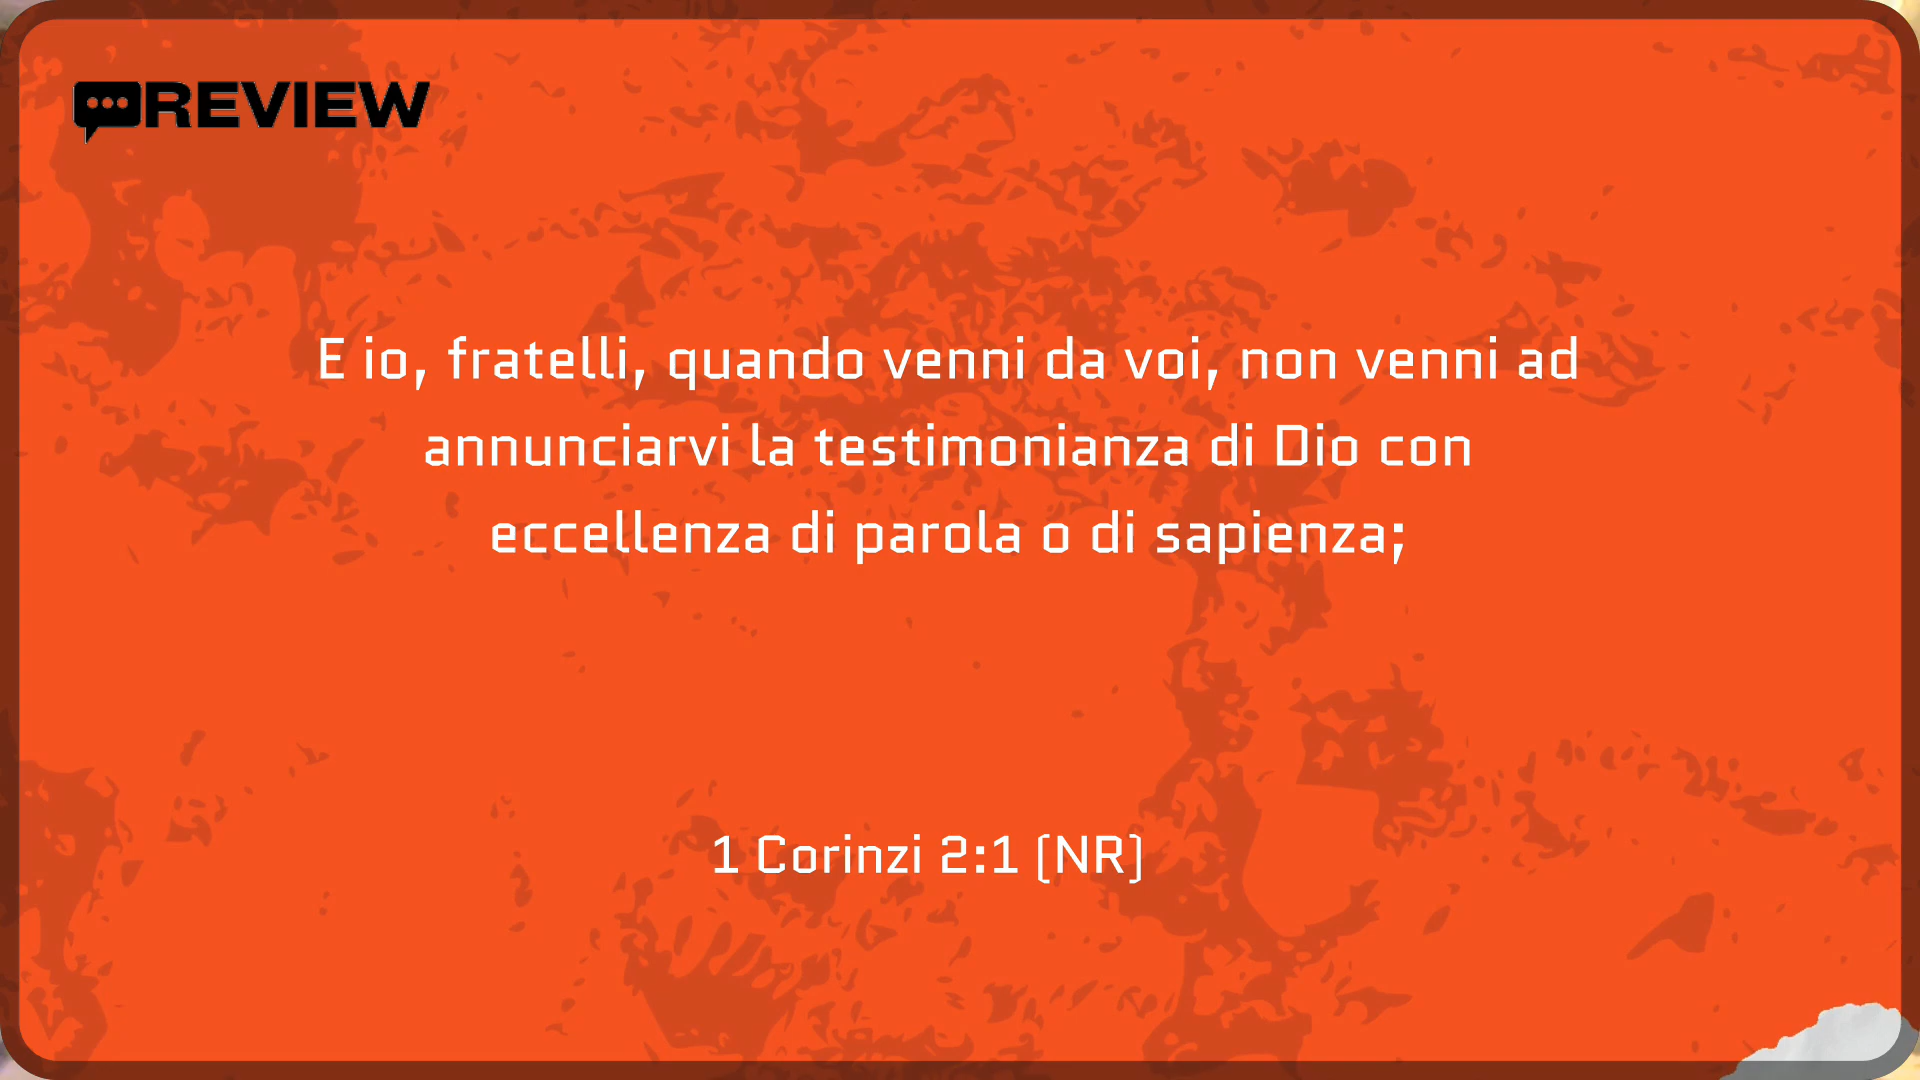 REVIEW
E io, fratelli, quando venni da voi, non venni ad
annunciarvi la testimonianza di Dio con
eccellenza di parola o di sapienza;
1 Corinzi 2:1 (NR)